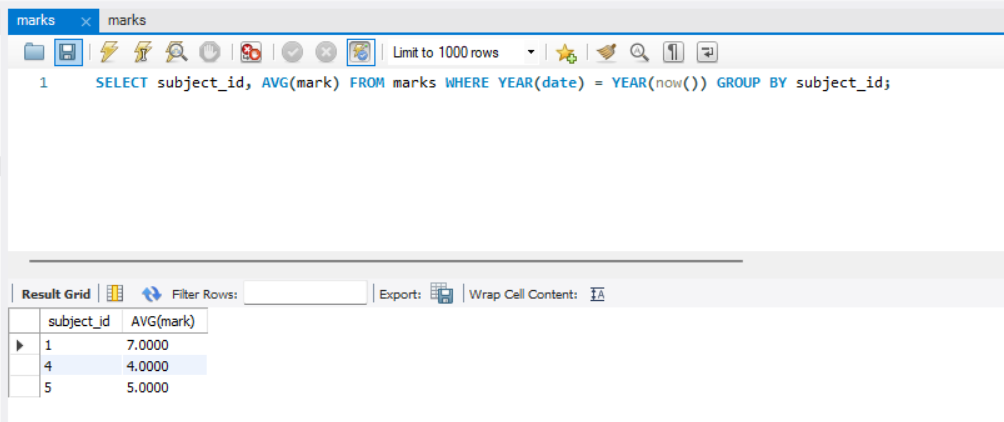 marks × marks
Limit to 1000 rows
1 SELECT subject_id, AVG(mark) FROM marks WHERE YEAR(date) = YEAR(now()) GROUP BY subject_id;
Result Grid Filter Rows: Export: Wrap Cell Content:
subject_id AVG(mark)
1 7.0000
4 4.0000
5 5.0000